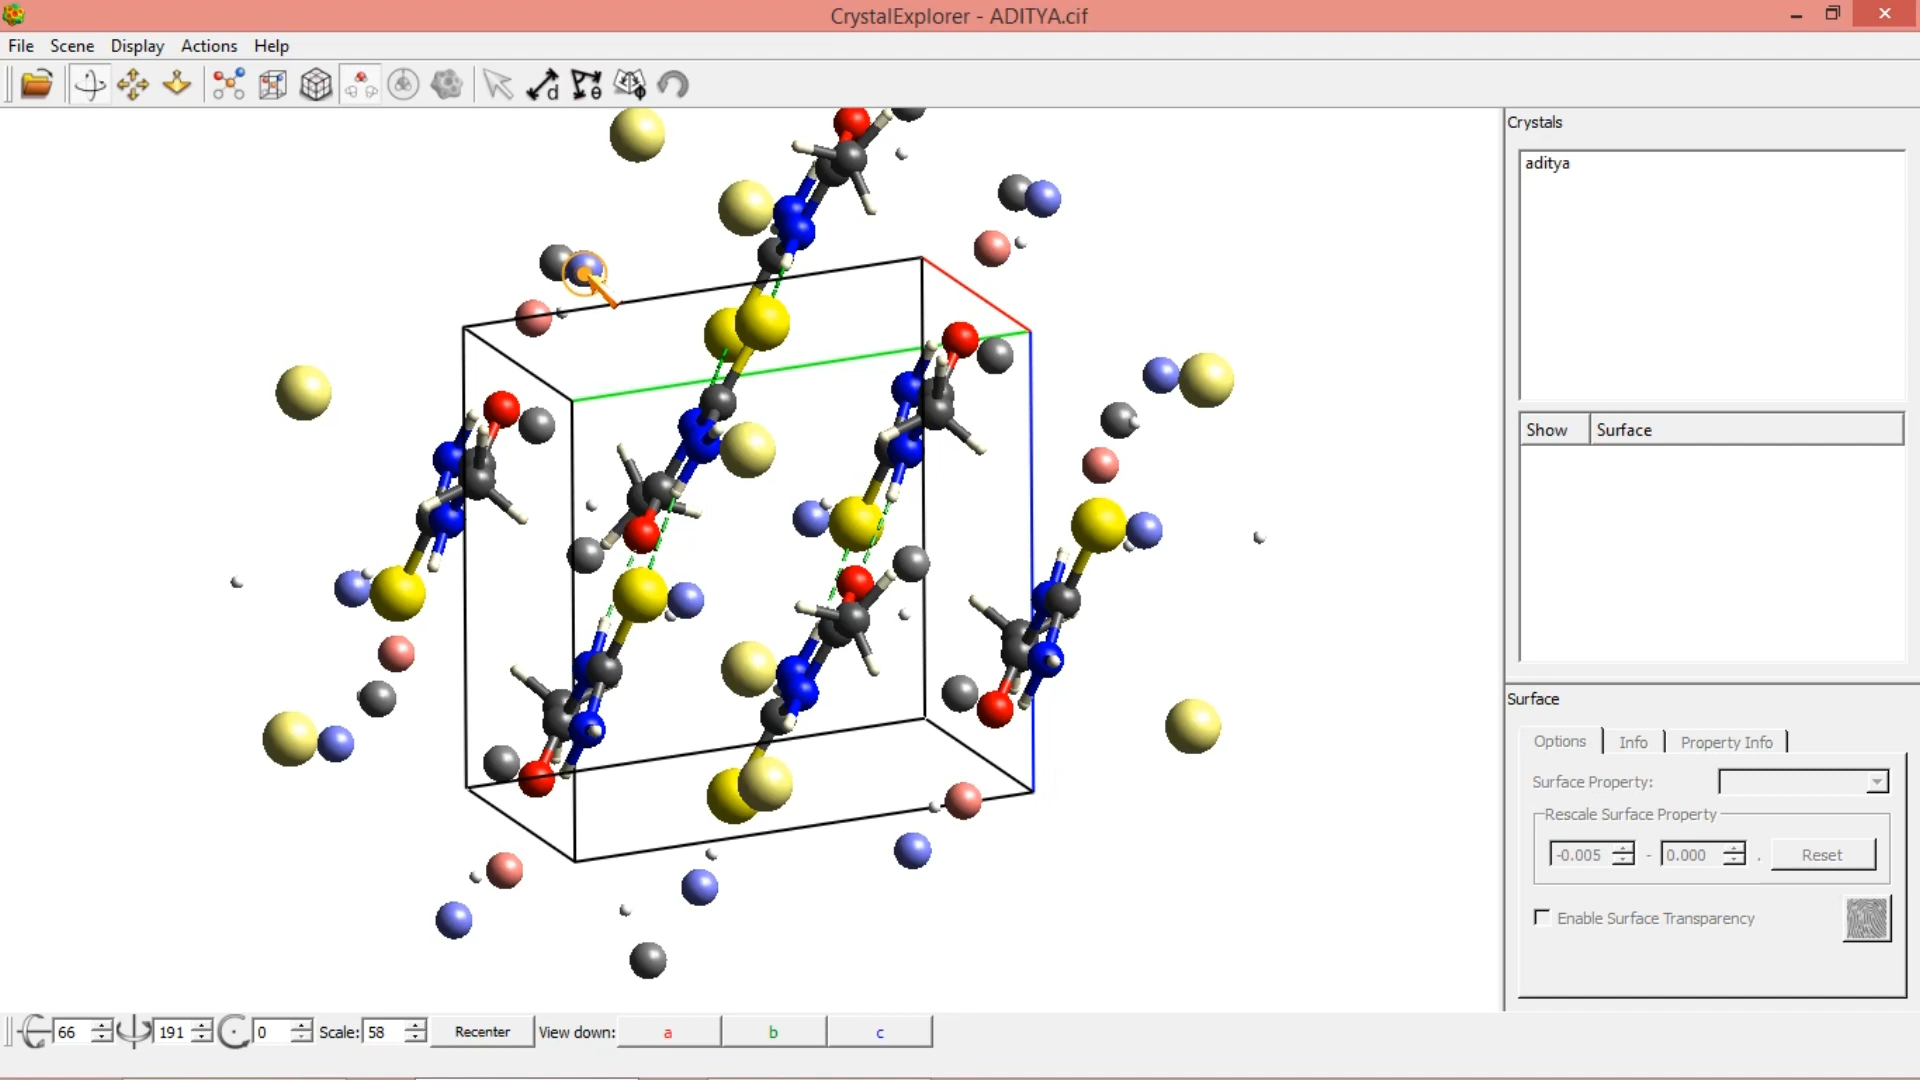 CrystalExplorer - ADITYA.cif
File Scene Display Actions Help
d θ φ
Crystals
aditya
Show Surface
Surface
Options Info Property Info
Surface Property:
Rescale Surface Property
-0.005 - 0.000 . Reset
Enable Surface Transparency
66 191 0 Scale: 58 Recenter View down: a b c